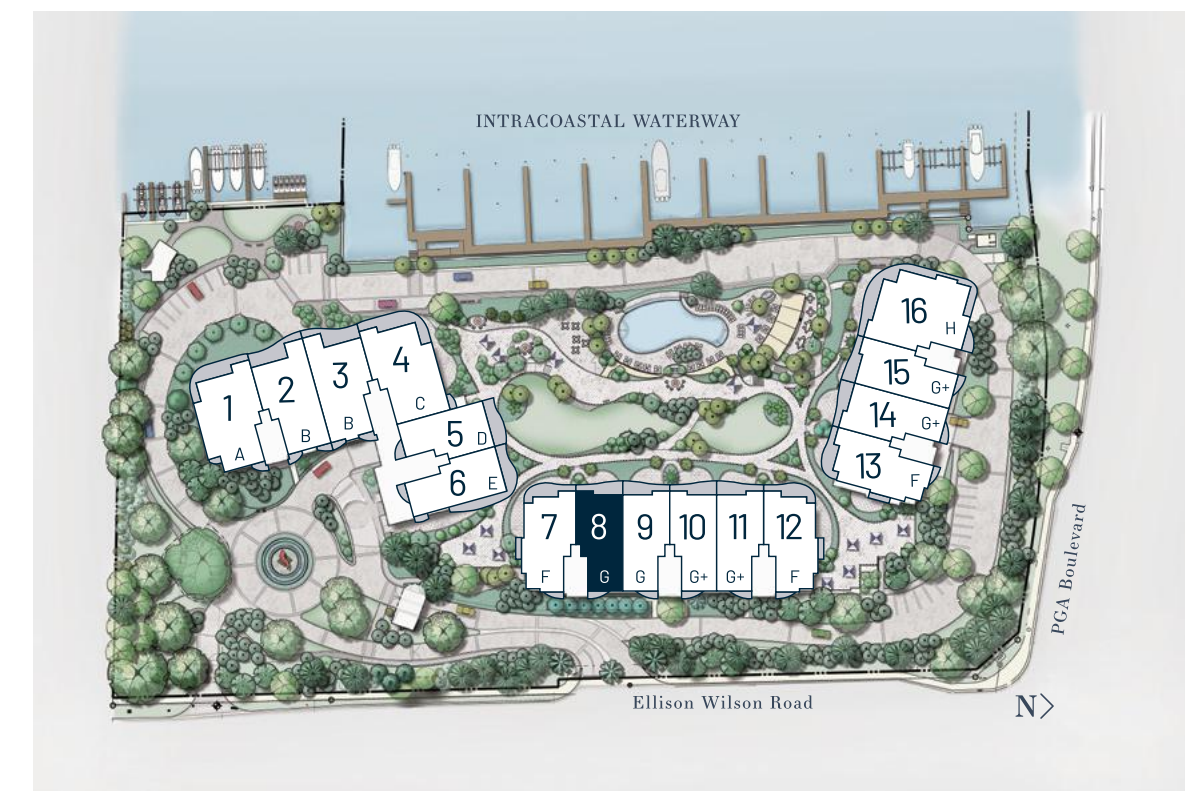 INTRACOASTAL WATERWAY
1
A
2
B
3
B
4
C
5
D
6
E
7
F
8
G
9
G
10
G+
11
G+
12
F
13
F
14
G+
15
G+
16
H
PGA Boulevard
Ellison Wilson Road
N